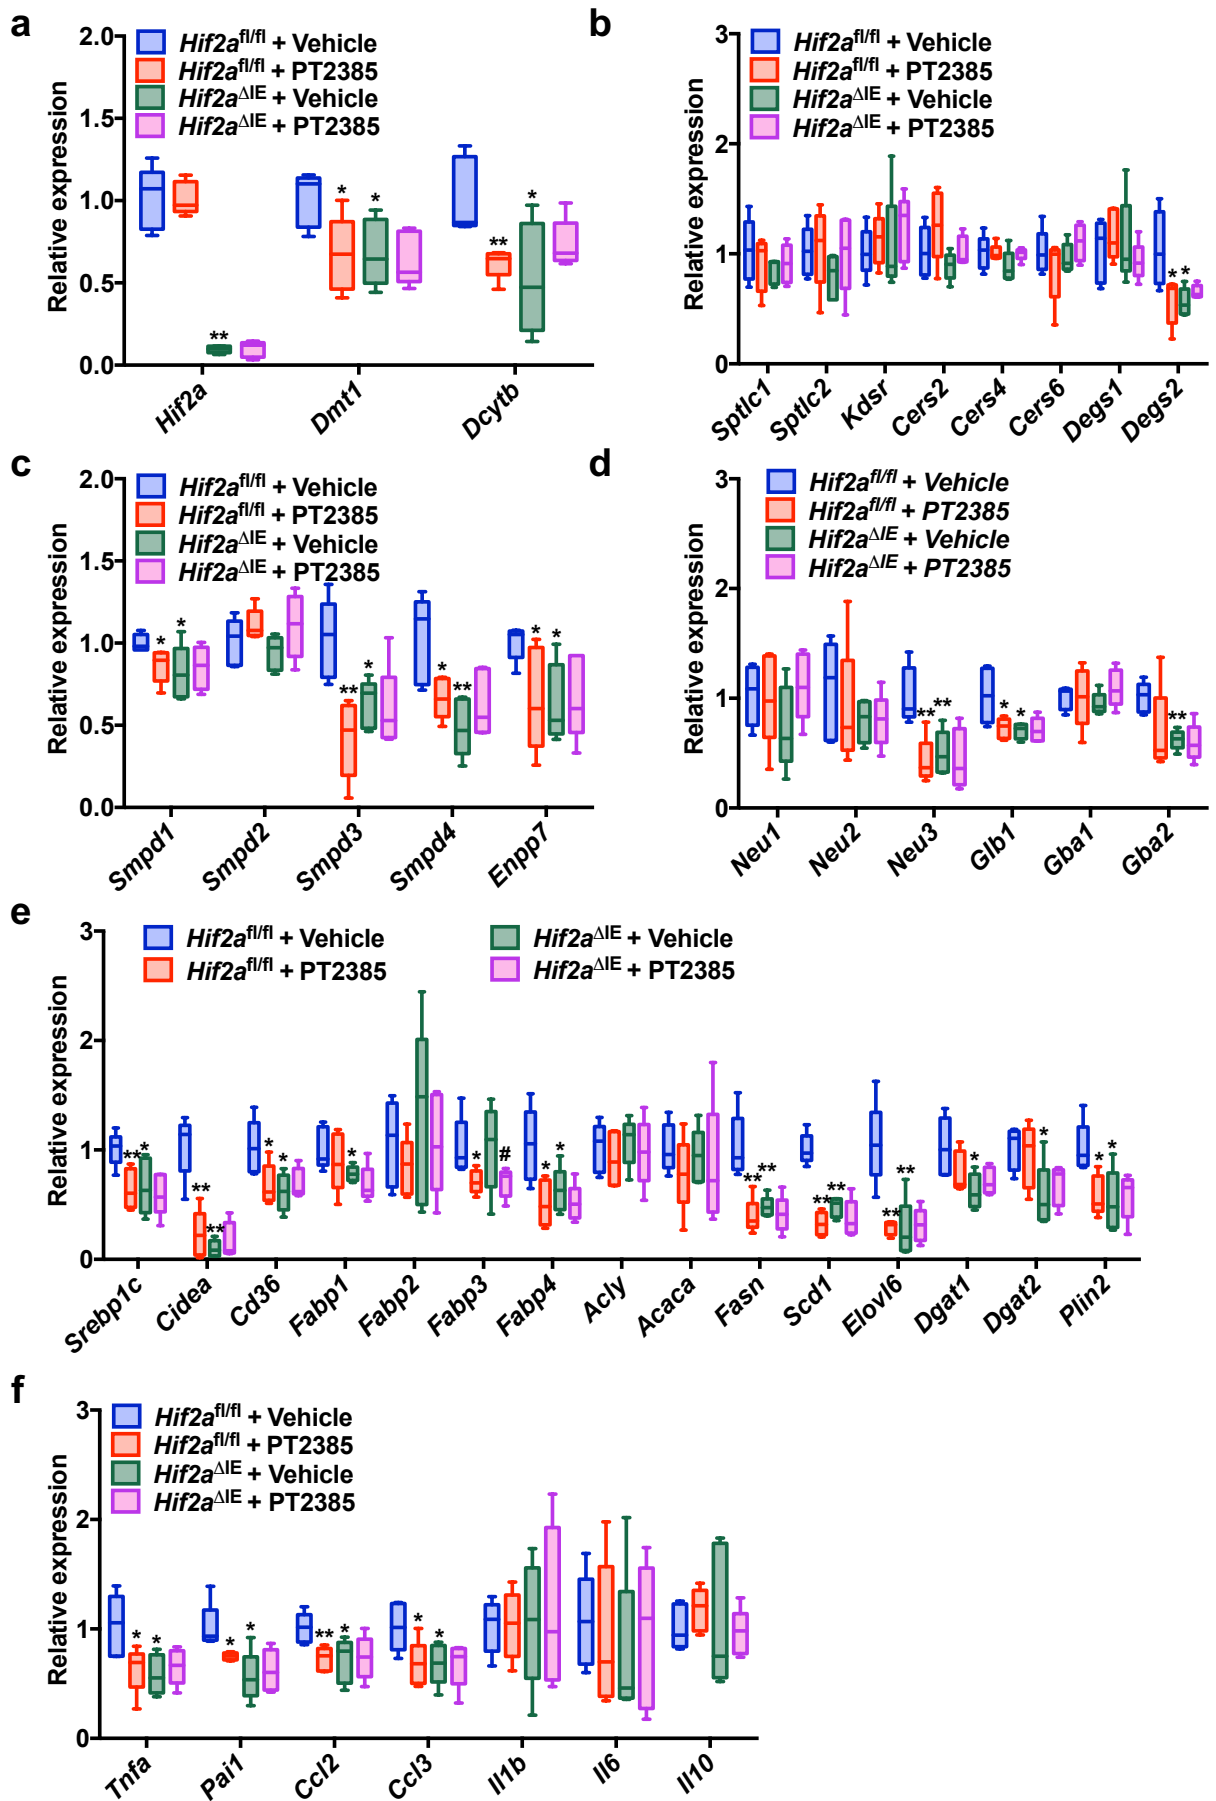 a
2.0
1.5
1.0
0.5
0.0
Relative expression
Hif2a^fl/fl + Vehicle
Hif2a^fl/fl + PT2385
Hif2a^ΔIE + Vehicle
Hif2a^ΔIE + PT2385
** * * ** *
Hif2a Dmt1 Dcytb
b
3
2
1
0
Relative expression
Hif2a^fl/fl + Vehicle
Hif2a^fl/fl + PT2385
Hif2a^ΔIE + Vehicle
Hif2a^ΔIE + PT2385
* *
Sptlc1 Sptlc2 Kdsr Cers2 Cers4 Cers6 Degs1 Degs2
c
2.0
1.5
1.0
0.5
0.0
Relative expression
Hif2a^fl/fl + Vehicle
Hif2a^fl/fl + PT2385
Hif2a^ΔIE + Vehicle
Hif2a^ΔIE + PT2385
* * ** * * ** * *
Smpd1 Smpd2 Smpd3 Smpd4 Enpp7
d
3
2
1
0
Relative expression
Hif2a^fl/fl + Vehicle
Hif2a^fl/fl + PT2385
Hif2a^ΔIE + Vehicle
Hif2a^ΔIE + PT2385
** ** * * **
Neu1 Neu2 Neu3 Glb1 Gba1 Gba2
e
3
2
1
0
Relative expression
Hif2a^fl/fl + Vehicle
Hif2a^fl/fl + PT2385
Hif2a^ΔIE + Vehicle
Hif2a^ΔIE + PT2385
** * ** ** * * * * # * * ** ** ** ** ** ** * * * *
Srebp1c Cidea Cd36 Fabp1 Fabp2 Fabp3 Fabp4 Acly Acaca Fasn Scd1 Elovl6 Dgat1 Dgat2 Plin2
f
3
2
1
0
Relative expression
Hif2a^fl/fl + Vehicle
Hif2a^fl/fl + PT2385
Hif2a^ΔIE + Vehicle
Hif2a^ΔIE + PT2385
* * * * ** * * *
Tnfa Pai1 Ccl2 Ccl3 Il1b Il6 Il10